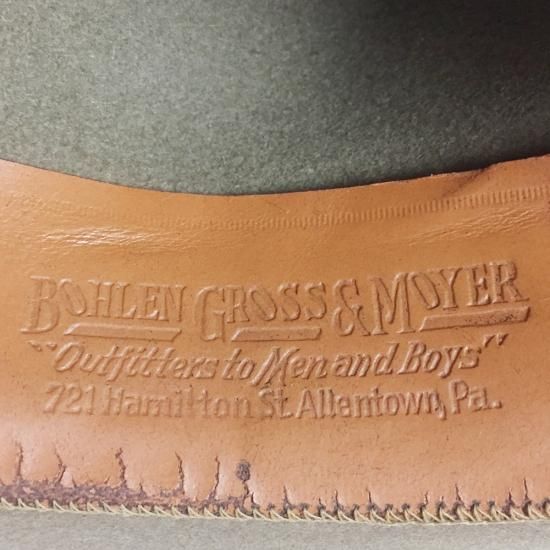 BOHLEN GROSS & MOYER
"Outfitters to Men and Boys"
721 Hamilton St. Allentown, Pa.